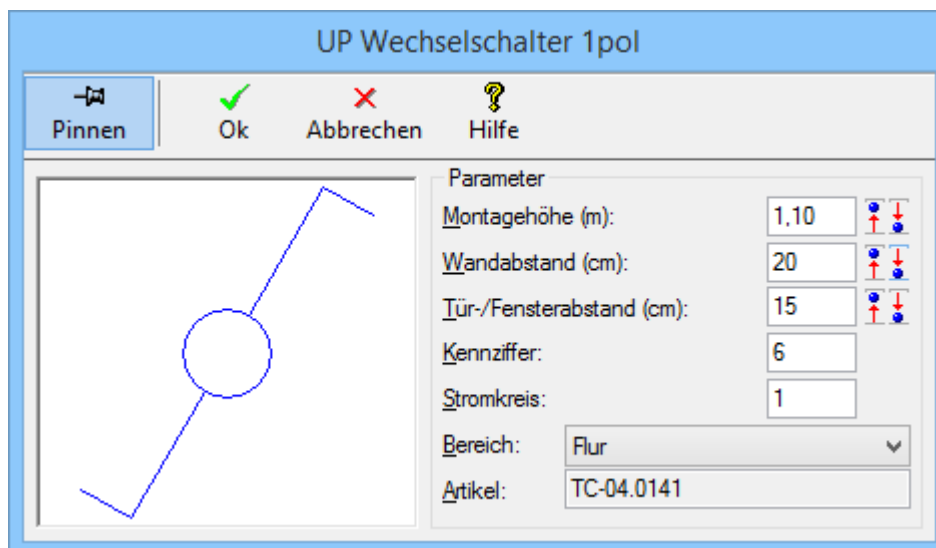 UP Wechselschalter 1pol
Pinnen Ok Abbrechen Hilfe
Parameter
Montagehöhe (m): 1,10
Wandabstand (cm): 20
Tür-/Fensterabstand (cm): 15
Kennziffer: 6
Stromkreis: 1
Bereich: Flur
Artikel: TC-04.0141